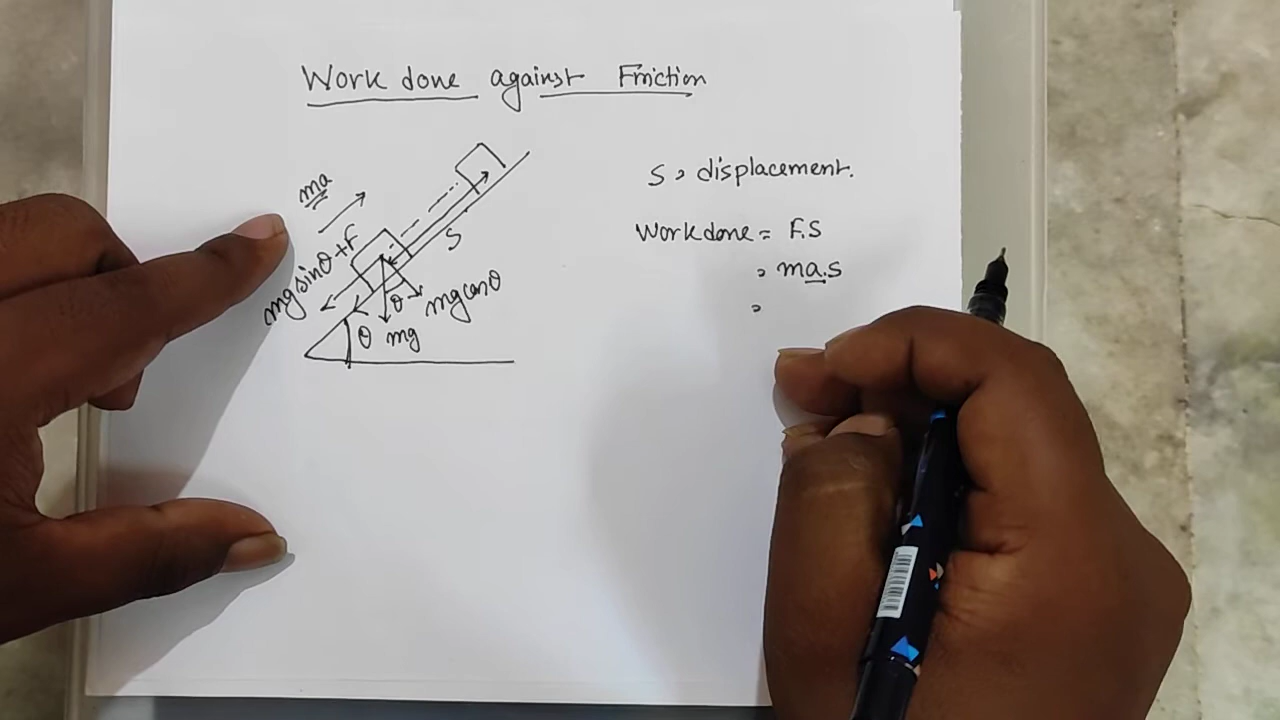 Work done against Friction
ma
mg sinθ + F
S
θ
mg cosθ
θ
mg
S, displacement.
Workdone = F.S
= ma.s
=